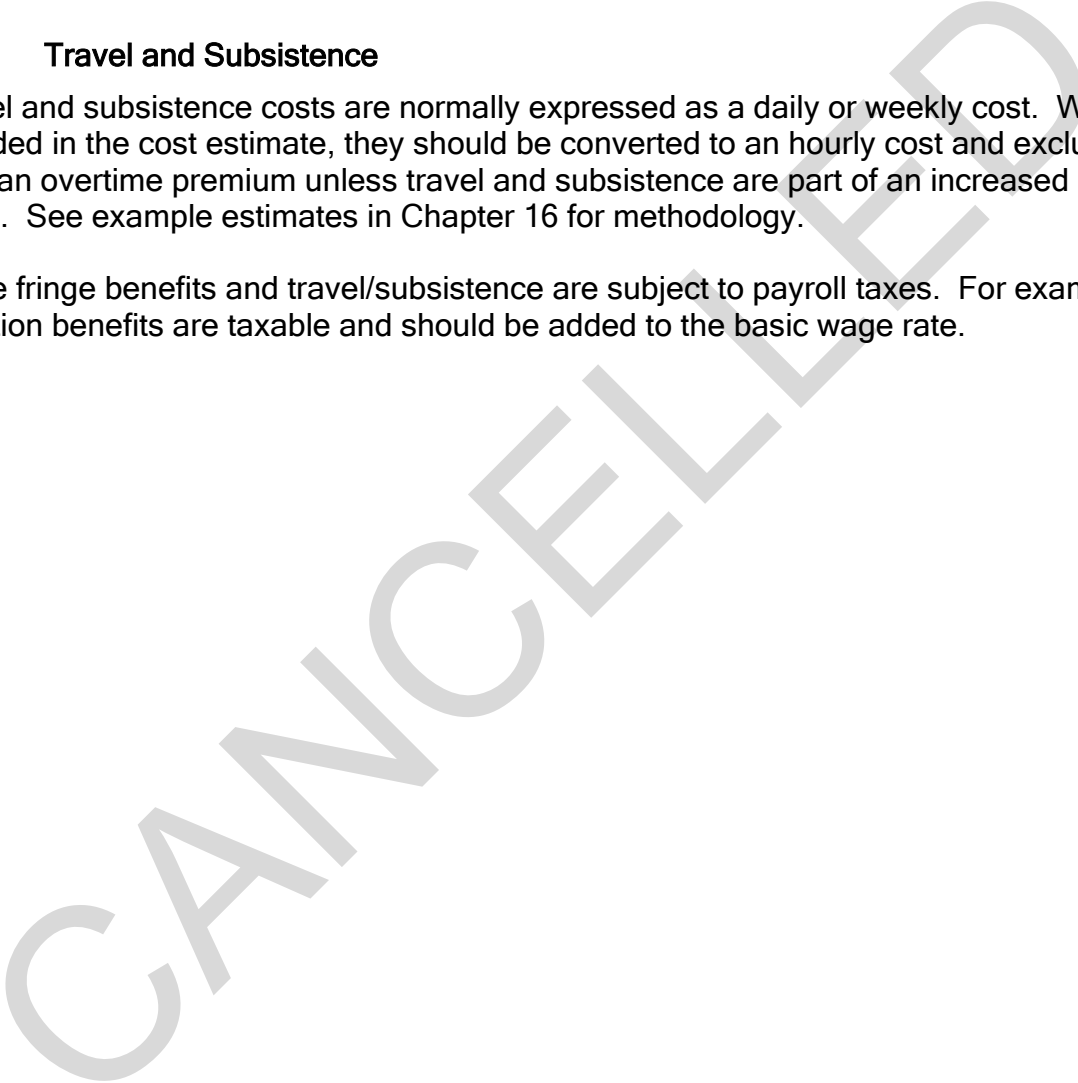 Travel and Subsistence
el and subsistence costs are normally expressed as a daily or weekly cost.  W
ded in the cost estimate, they should be converted to an hourly cost and exclu
an overtime premium unless travel and subsistence are part of an increased
.  See example estimates in Chapter 16 for methodology.
e fringe benefits and travel/subsistence are subject to payroll taxes.  For exam
tion benefits are taxable and should be added to the basic wage rate.
CANCELLED